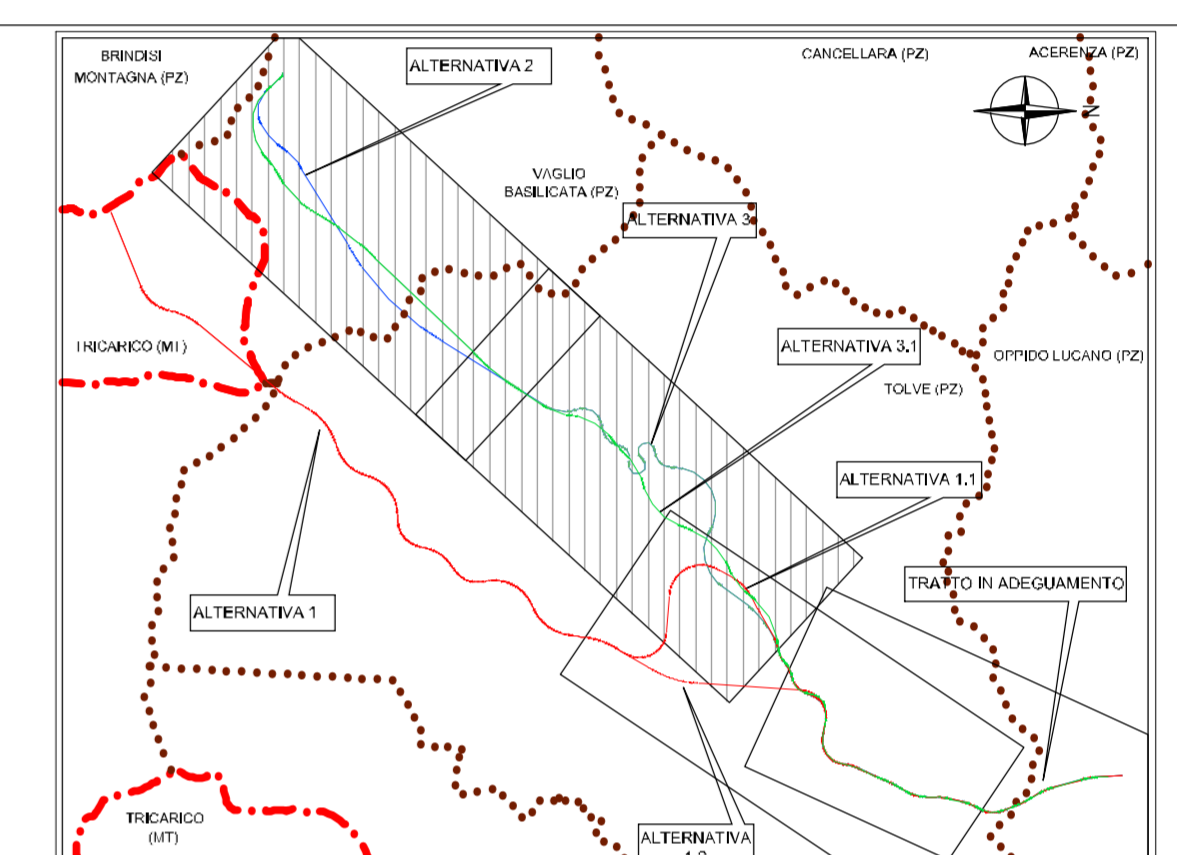 BRINDISI
MONTAGNA (PZ)
ALTERNATIVA 2
CANCELLARA (PZ)
ACERENZA (PZ)
N
VAGLIO
BASILICATA (PZ)
ALTERNATIVA 3
TRICARICO (MT)
ALTERNATIVA 3.1
OPPIDO LUCANO (PZ)
TOLVE (PZ)
ALTERNATIVA 1.1
TRATTO IN ADEGUAMENTO
ALTERNATIVA 1
TRICARICO
(MT)
ALTERNATIVA